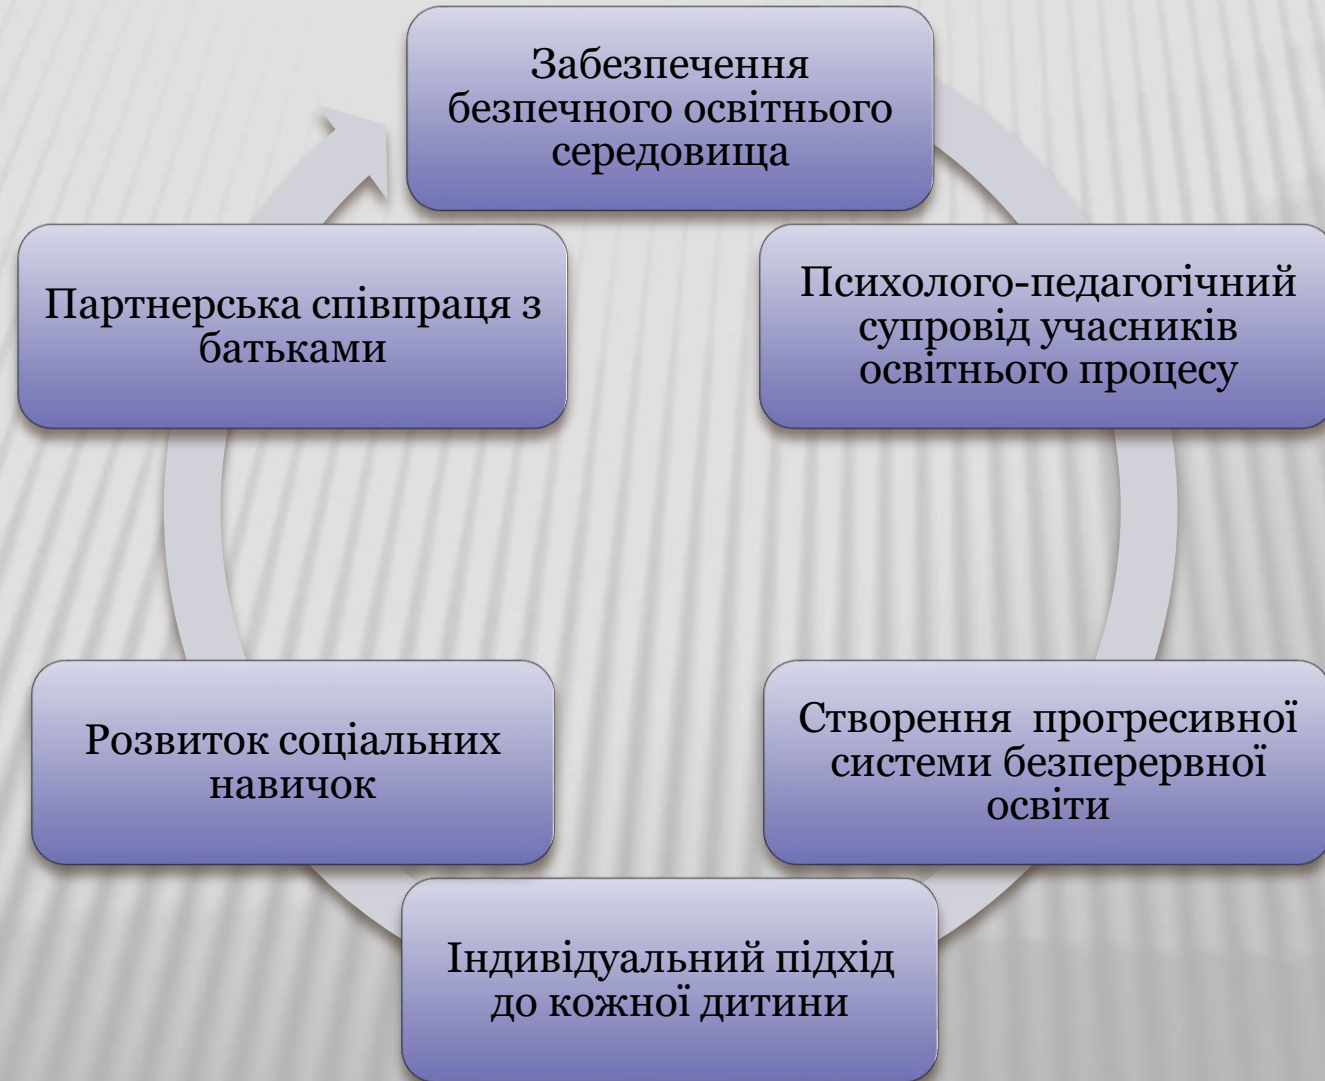 Забезпечення
безпечного освітнього
середовища
Психолого-педагогічний
супровід учасників
освітнього процесу
Створення  прогресивної
системи безперервної
освіти
Індивідуальний підхід
до кожної дитини
Розвиток соціальних
навичок
Партнерська співпраця з
батьками